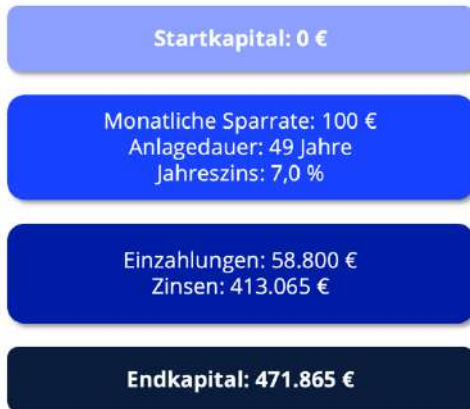 Startkapital: 0 €
Monatliche Sparrate: 100 €
Anlagedauer: 49 Jahre
Jahreszins: 7,0 %
Einzahlungen: 58.800 €
Zinsen: 413.065 €
Endkapital: 471.865 €